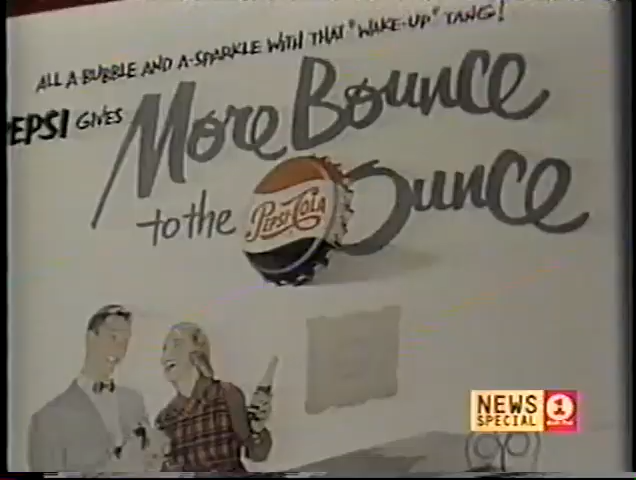 ALL A-BUBBLE AND A-SPARKLE WITH THAT "WAKE-UP" TANG!
EPSI GIVES
More Bounce
to the Ounce
PEPSI-COLA
NEWS 1
SPECIAL